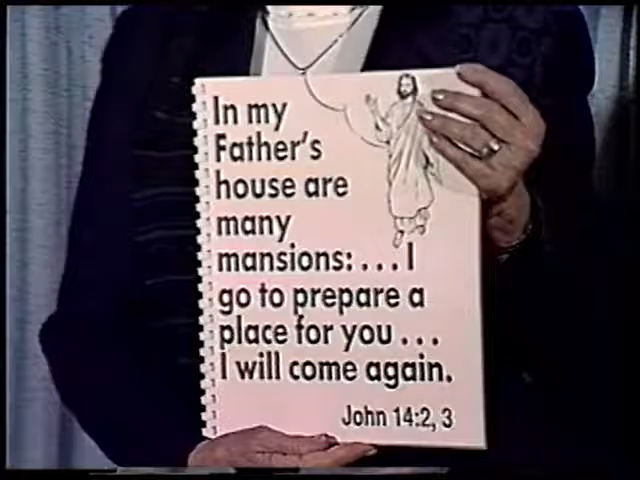 In my
Father's
house are
many
mansions: . . . I
go to prepare a
place for you . . .
I will come again.
John 14:2, 3